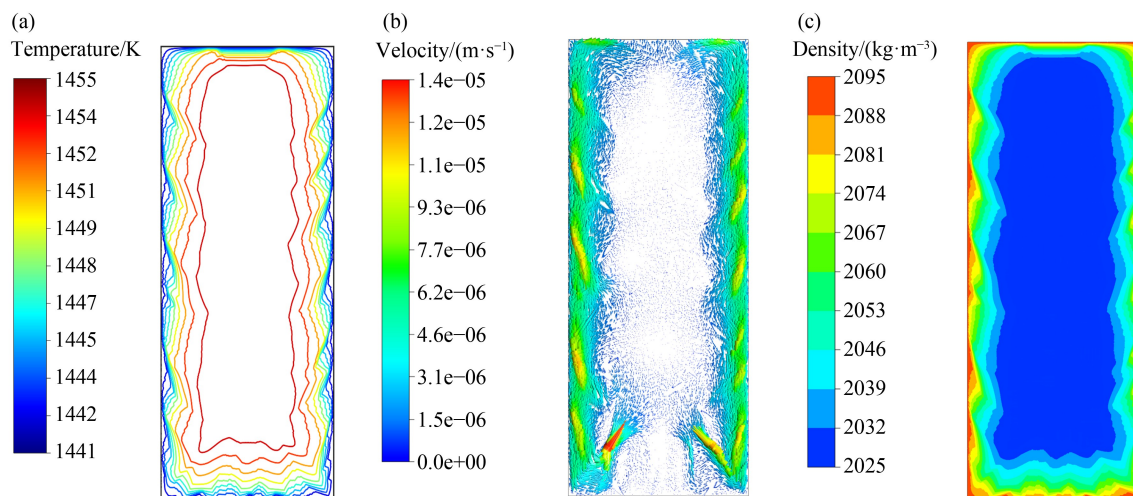 (a)
Temperature/K
1455
1454
1452
1451
1449
1448
1447
1445
1444
1442
1441
(b)
Velocity/(m·s⁻¹)
1.4e−05
1.2e−05
1.1e−05
9.3e−06
7.7e−06
6.2e−06
4.6e−06
3.1e−06
1.5e−06
0.0e+00
(c)
Density/(kg·m⁻³)
2095
2088
2081
2074
2067
2060
2053
2046
2039
2032
2025